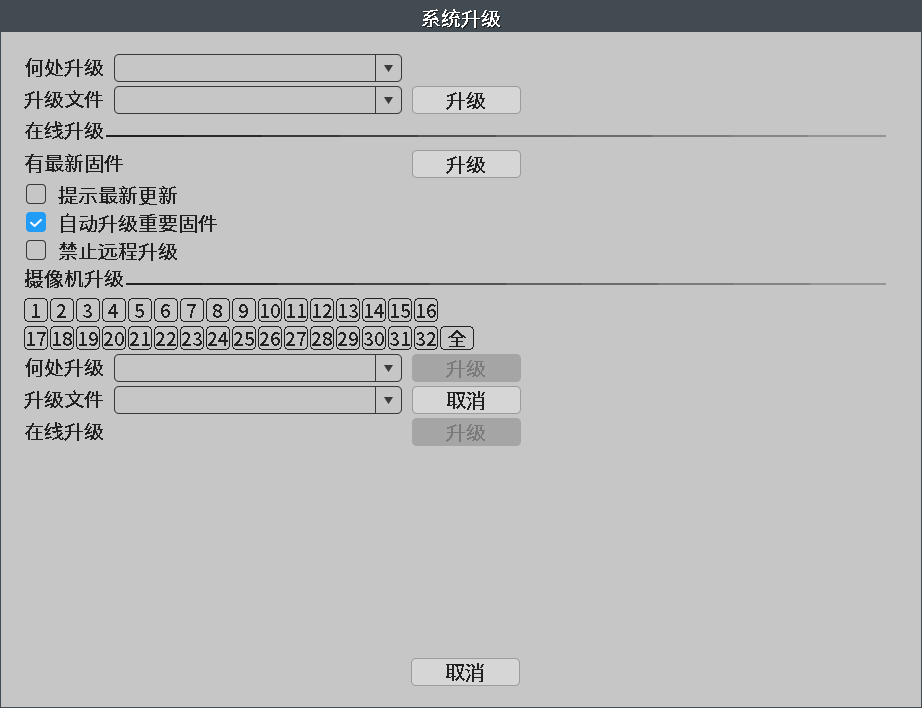 系统升级
何处升级
升级文件 升级
在线升级
有最新固件 升级
提示最新更新
自动升级重要固件
禁止远程升级
摄像机升级
1 2 3 4 5 6 7 8 9 10 11 12 13 14 15 16
17 18 19 20 21 22 23 24 25 26 27 28 29 30 31 32 全
何处升级 升级
升级文件 取消
在线升级 升级
取消